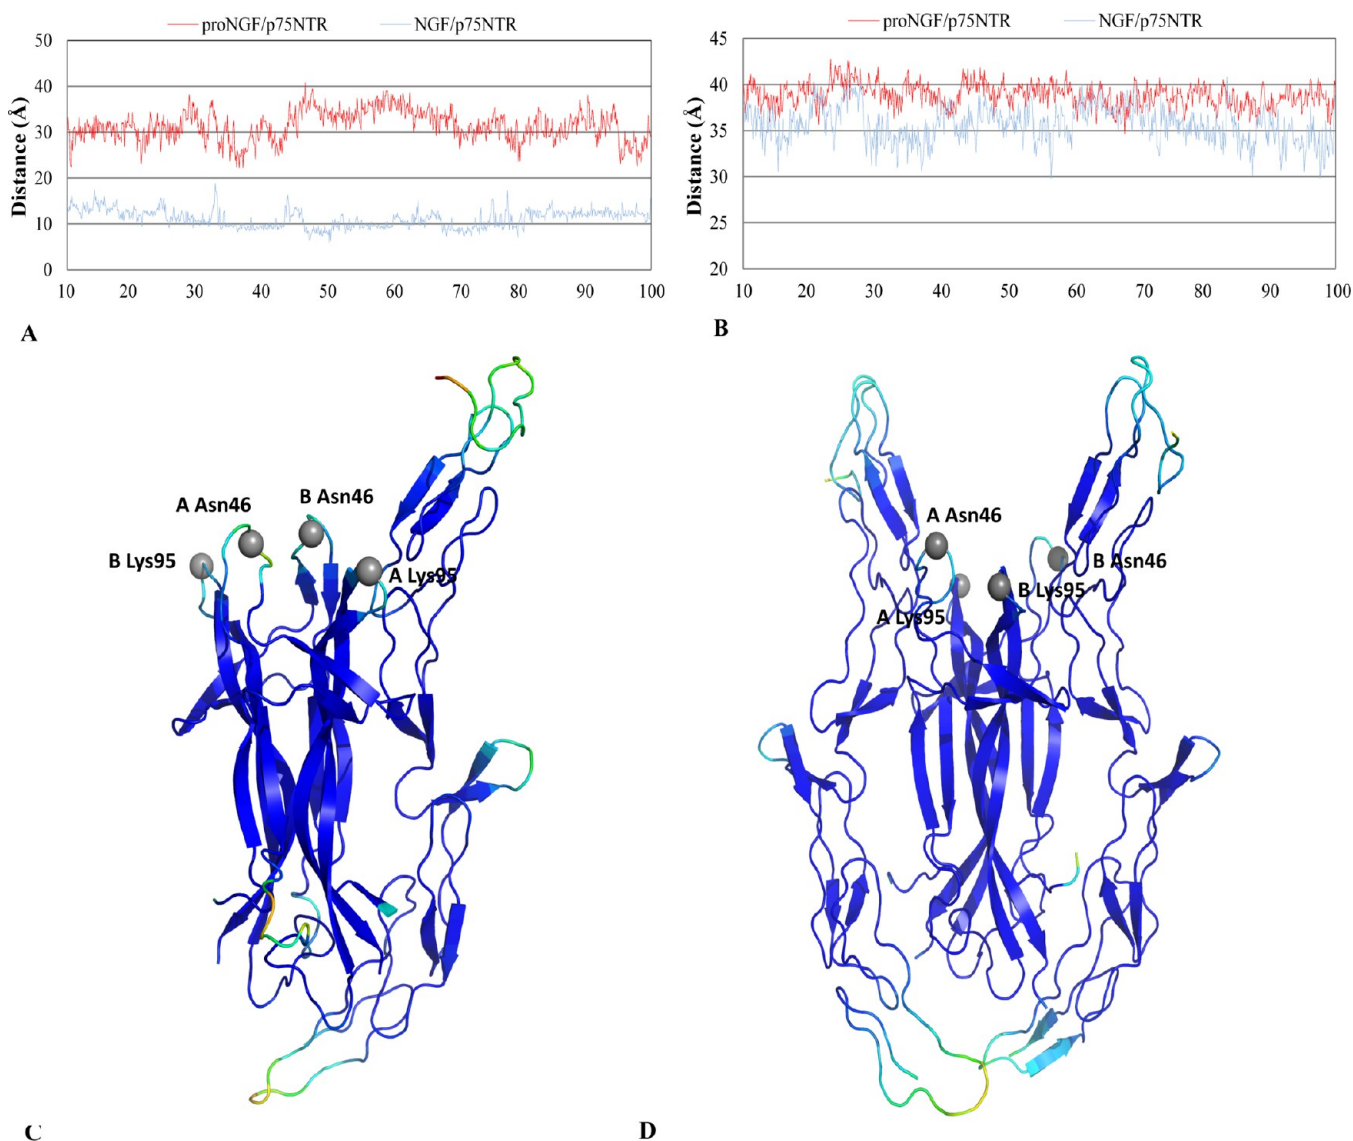 proNGF/p75NTR NGF/p75NTR
50
40
30
20
10
0
Distance (Å)
10 20 30 40 50 60 70 80 90 100
A
proNGF/p75NTR NGF/p75NTR
45
40
35
30
25
20
Distance (Å)
10 20 30 40 50 60 70 80 90 100
B
A Asn46
B Asn46
B Lys95
A Lys95
C
A Asn46
B Asn46
B Lys95
A Lys95
D